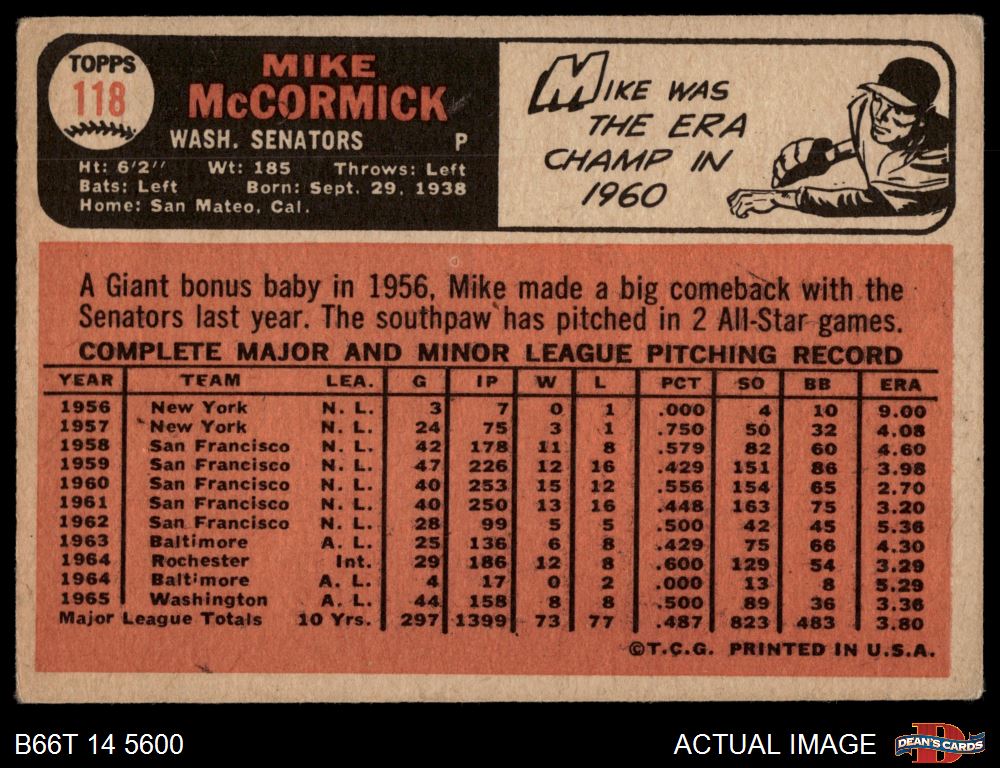 TOPPS
118
MIKE
McCORMICK
WASH. SENATORS P
Ht: 6'2'' Wt: 185 Throws: Left
Bats: Left Born: Sept. 29, 1938
Home: San Mateo, Cal.
MIKE WAS
THE ERA
CHAMP IN
1960
A Giant bonus baby in 1956, Mike made a big comeback with the
Senators last year. The southpaw has pitched in 2 All-Star games.
COMPLETE MAJOR AND MINOR LEAGUE PITCHING RECORD
YEAR TEAM LEA. G IP W L PCT SO BB ERA
1956 New York N. L. 3 7 0 1 .000 4 10 9.00
1957 New York N. L. 24 75 3 1 .750 50 32 4.08
1958 San Francisco N. L. 42 178 11 8 .579 82 60 4.60
1959 San Francisco N. L. 47 226 12 16 .429 151 86 3.98
1960 San Francisco N. L. 40 253 15 12 .556 154 65 2.70
1961 San Francisco N. L. 40 250 13 16 .448 163 75 3.20
1962 San Francisco N. L. 28 99 5 5 .500 42 45 5.36
1963 Baltimore A. L. 25 136 6 8 .429 75 66 4.30
1964 Rochester Int. 29 186 12 8 .600 129 54 3.29
1964 Baltimore A. L. 4 17 0 2 .000 13 8 5.29
1965 Washington A. L. 44 158 8 8 .500 89 36 3.36
Major League Totals 10 Yrs. 297 1399 73 77 .487 823 483 3.80
©T.C.G. PRINTED IN U.S.A.
B66T 14 5600
ACTUAL IMAGE
D
DEAN'S CARDS